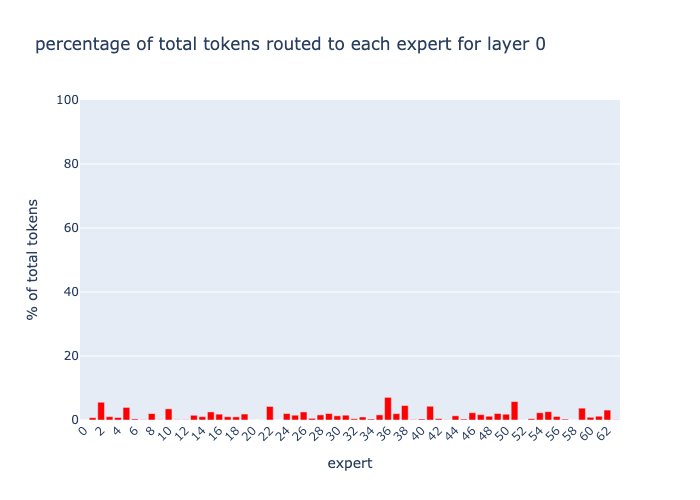 percentage of total tokens routed to each expert for layer 0
100
80
60
40
20
0
% of total tokens
0 2 4 6 8 10 12 14 16 18 20 22 24 26 28 30 32 34 36 38 40 42 44 46 48 50 52 54 56 58 60 62
expert